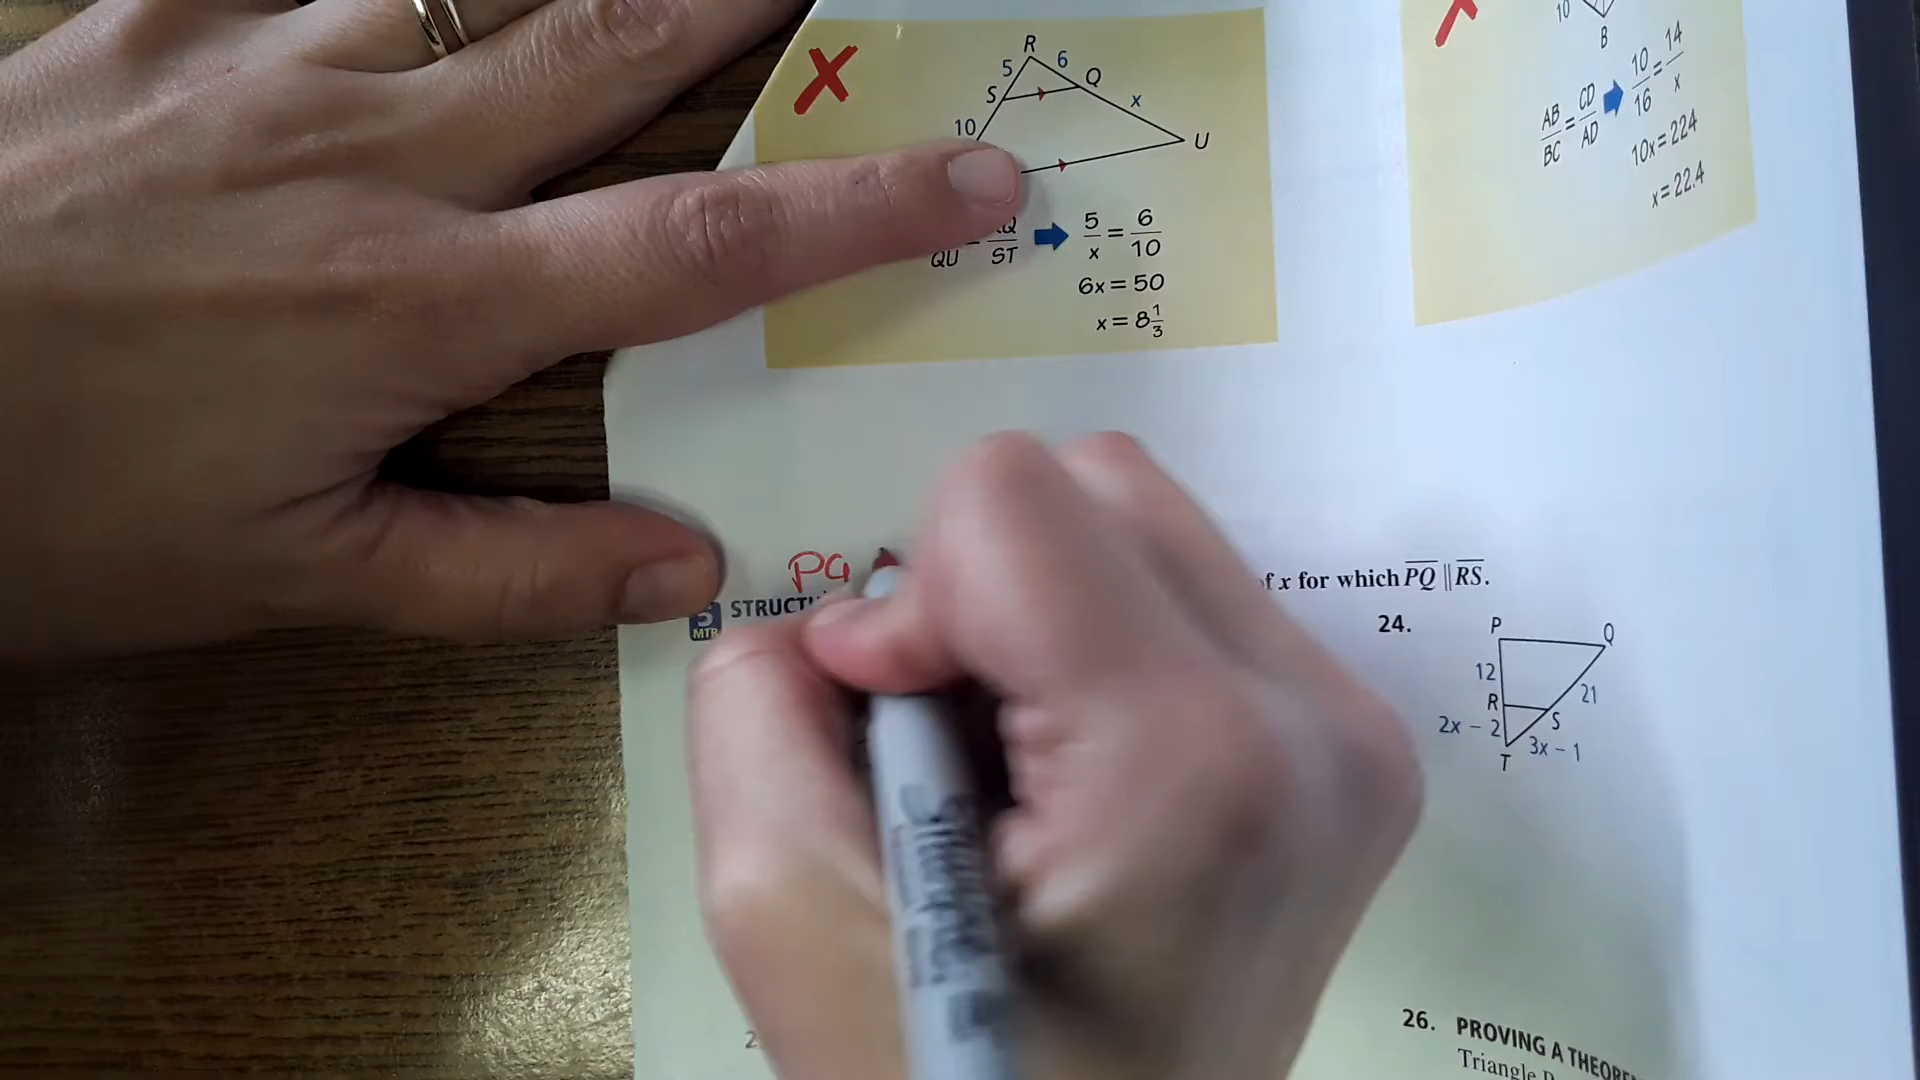 R
5
6
S
Q
x
10
U
QU = Q/ST ➡ 5/x = 6/10
6x = 50
x = 8 1/3
10
B
AB/BC = CD/AD ➡ 10/16 = 14/x
10x = 224
x = 22.4
PQ
5
MTR
x for which PQ || RS.
24.
P
Q
12
21
R
S
2x − 2
3x − 1
T
26. PROVING A
Triangle